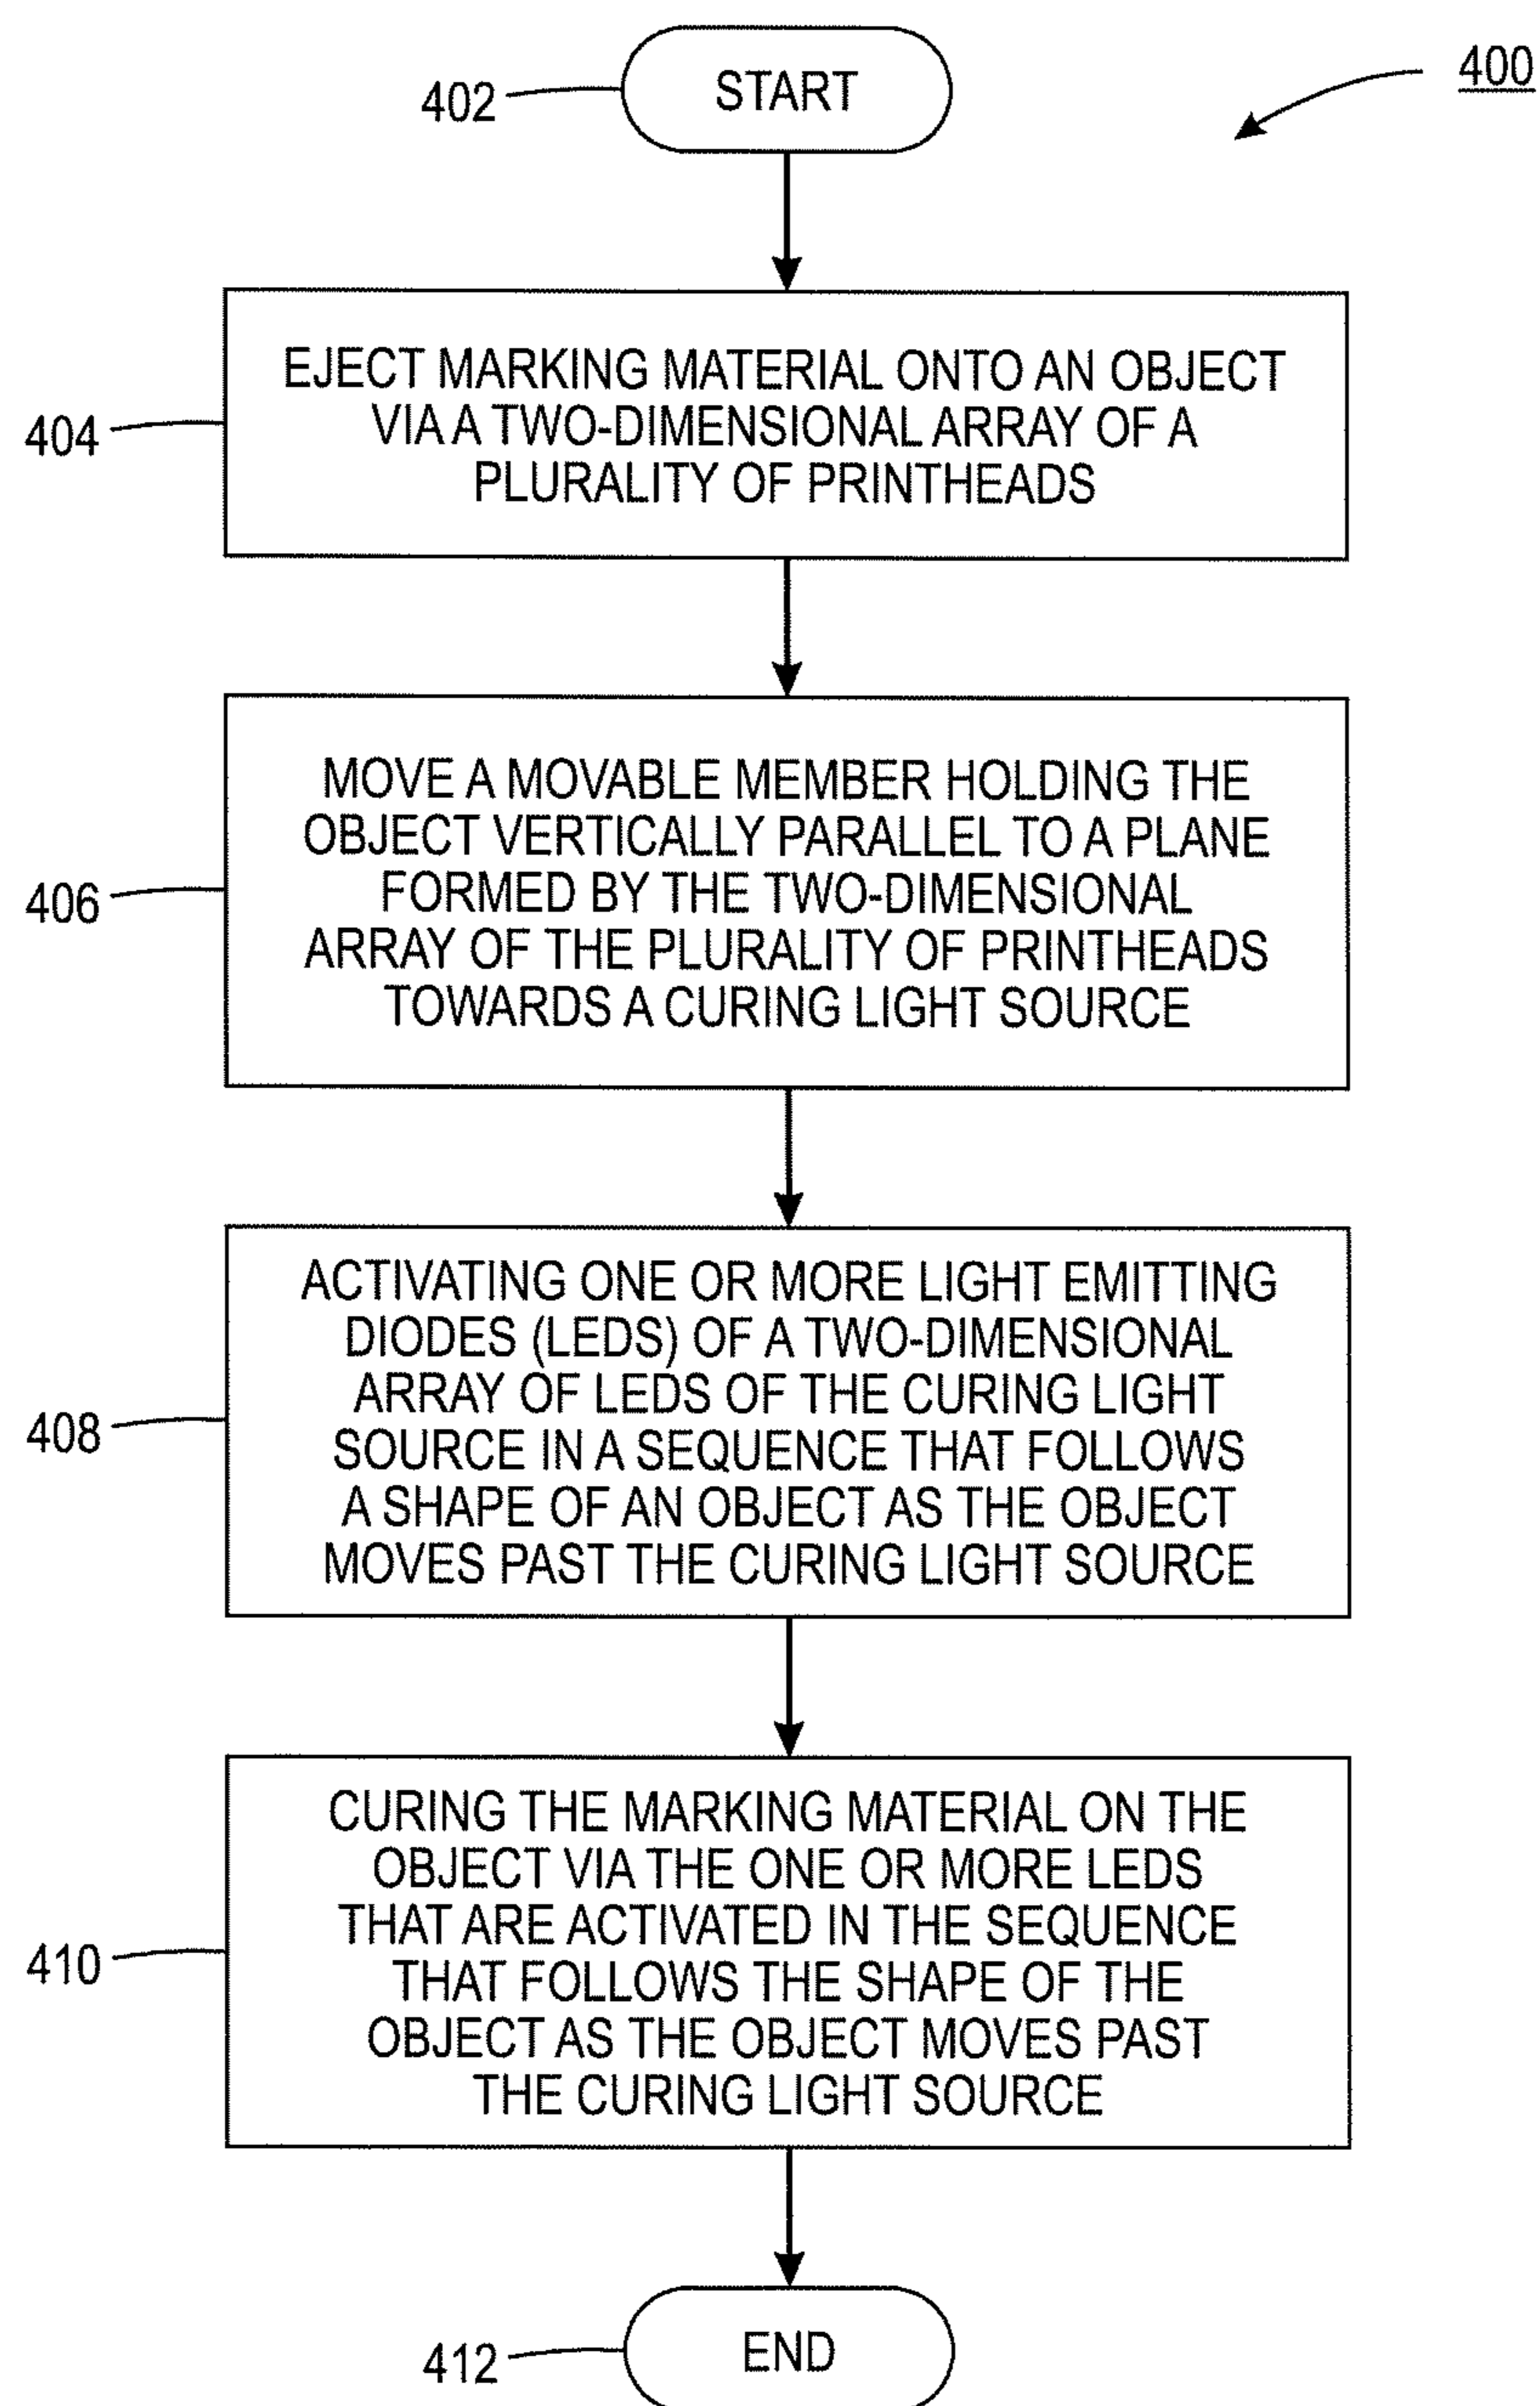 400
402
START
404
EJECT MARKING MATERIAL ONTO AN OBJECT
VIA A TWO-DIMENSIONAL ARRAY OF A
PLURALITY OF PRINTHEADS
406
MOVE A MOVABLE MEMBER HOLDING THE
OBJECT VERTICALLY PARALLEL TO A PLANE
FORMED BY THE TWO-DIMENSIONAL
ARRAY OF THE PLURALITY OF PRINTHEADS
TOWARDS A CURING LIGHT SOURCE
408
ACTIVATING ONE OR MORE LIGHT EMITTING
DIODES (LEDS) OF A TWO-DIMENSIONAL
ARRAY OF LEDS OF THE CURING LIGHT
SOURCE IN A SEQUENCE THAT FOLLOWS
A SHAPE OF AN OBJECT AS THE OBJECT
MOVES PAST THE CURING LIGHT SOURCE
410
CURING THE MARKING MATERIAL ON THE
OBJECT VIA THE ONE OR MORE LEDS
THAT ARE ACTIVATED IN THE SEQUENCE
THAT FOLLOWS THE SHAPE OF THE
OBJECT AS THE OBJECT MOVES PAST
THE CURING LIGHT SOURCE
412
END